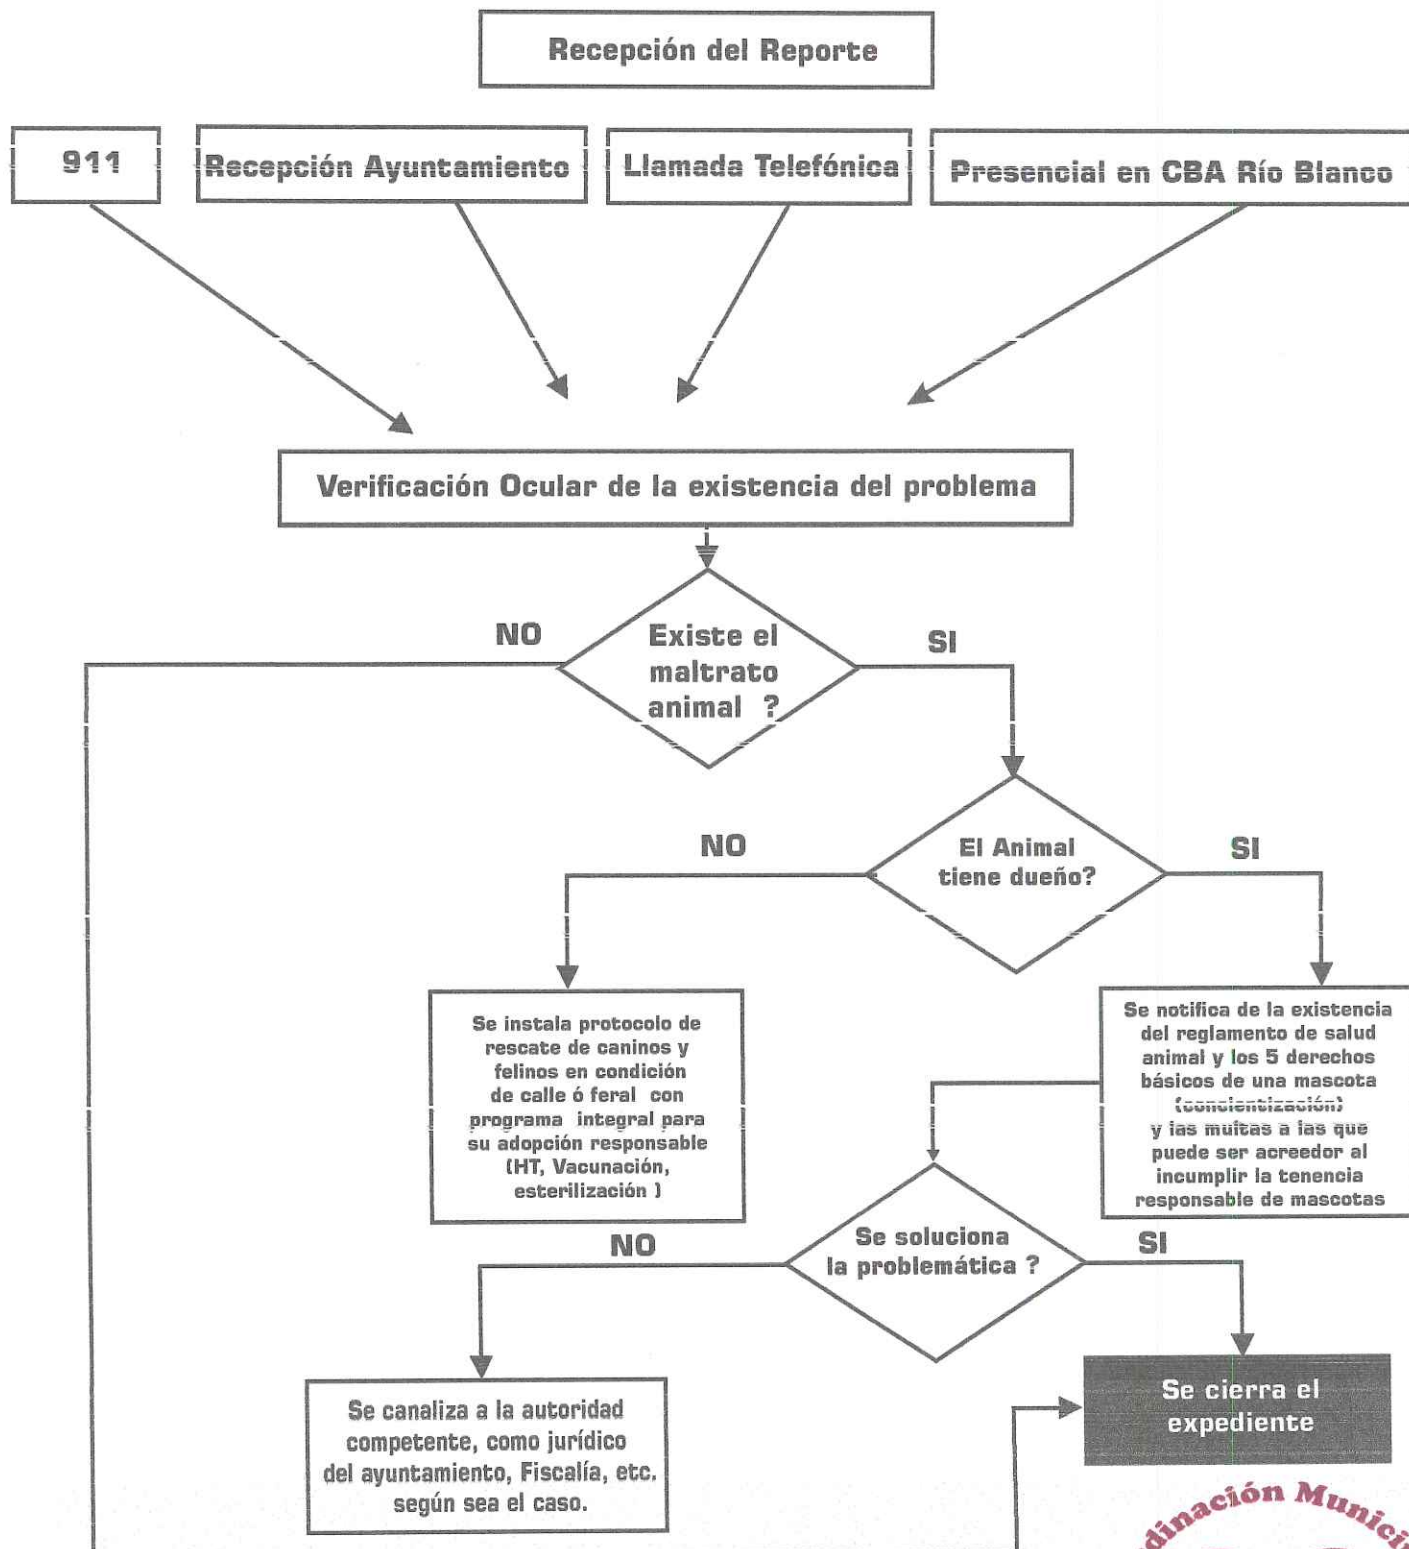 Recepción del Reporte
911
Recepción Ayuntamiento
Llamada Telefónica
Presencial en CBA Río Blanco
Verificación Ocular de la existencia del problema
NO
Existe el
maltrato
animal ?
SI
NO
El Animal
tiene dueño?
SI
Se instala protocolo de
rescate de caninos y
felinos en condición
de calle ó feral con
programa integral para
su adopción responsable
(HT, Vacunación,
esterilización )
Se notifica de la existencia
del reglamento de salud
animal y los 5 derechos
básicos de una mascota
(concientización)
y las multas a las que
puede ser acreedor al
incumplir la tenencia
responsable de mascotas
NO
Se soluciona
la problemática ?
SI
Se canaliza a la autoridad
competente, como jurídico
del ayuntamiento, Fiscalía, etc.
según sea el caso.
Se cierra el
expediente